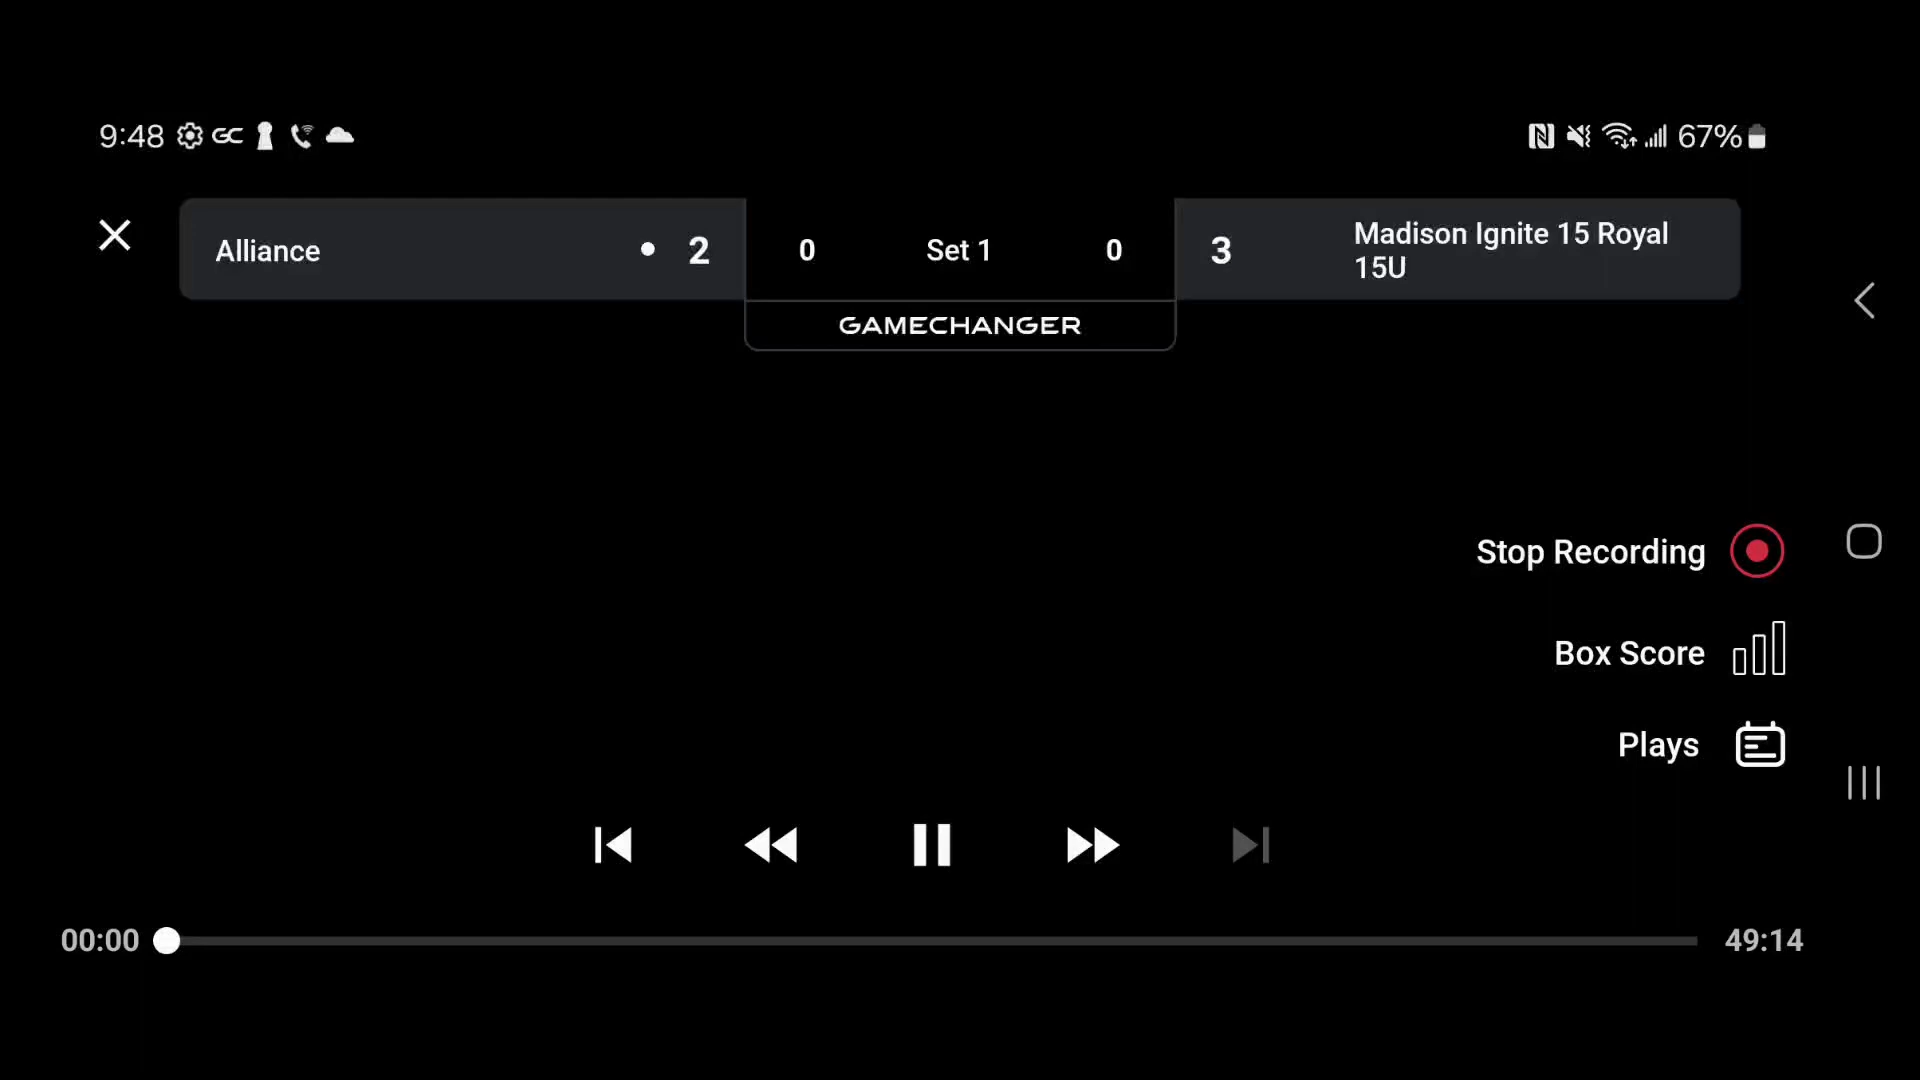 9:48 GC 67%
Alliance 2 0 Set 1 0 3 Madison Ignite 15 Royal
15U
GAMECHANGER
Stop Recording
Box Score
Plays
00:00 49:14